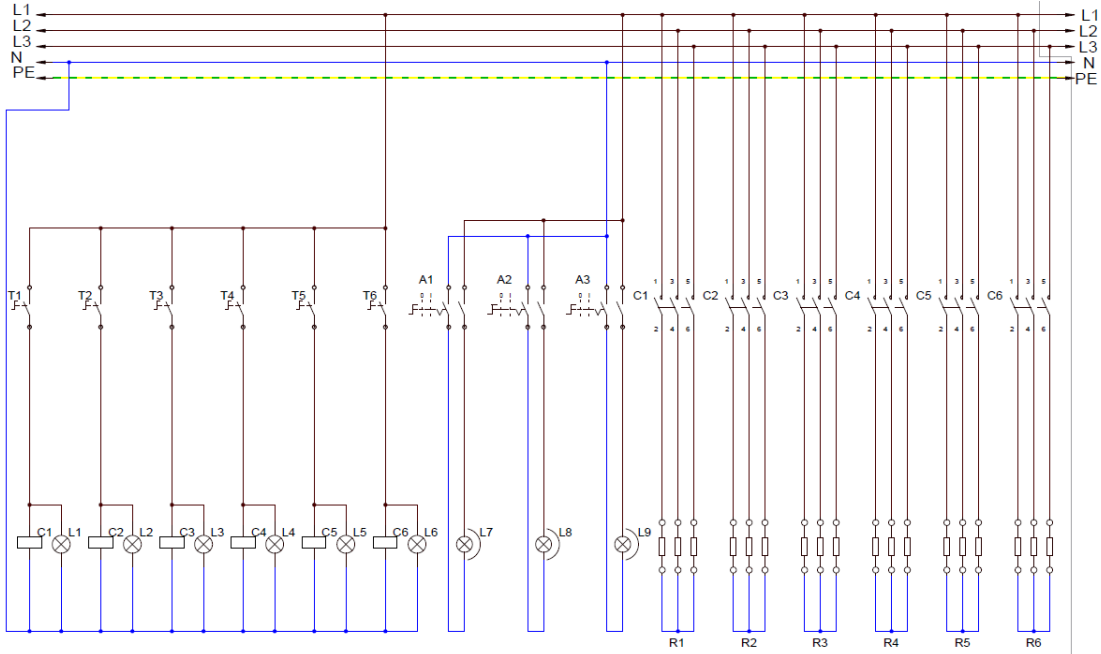 L1 L1
L2 L2
L3 L3
N N
PE PE
A1 A2 A3
1 3 5 1 3 5 1 3 5 1 3 5 1 3 5 1 3 5
T1 T2 T3 T4 T5 T6 C1 C2 C3 C4 C5 C6
0 I 0 I 0 I
2 4 6 2 4 6 2 4 6 2 4 6 2 4 6 2 4 6
C1 L1 C2 L2 C3 L3 C4 L4 C5 L5 C6 L6 L7 L8 L9
R1 R2 R3 R4 R5 R6